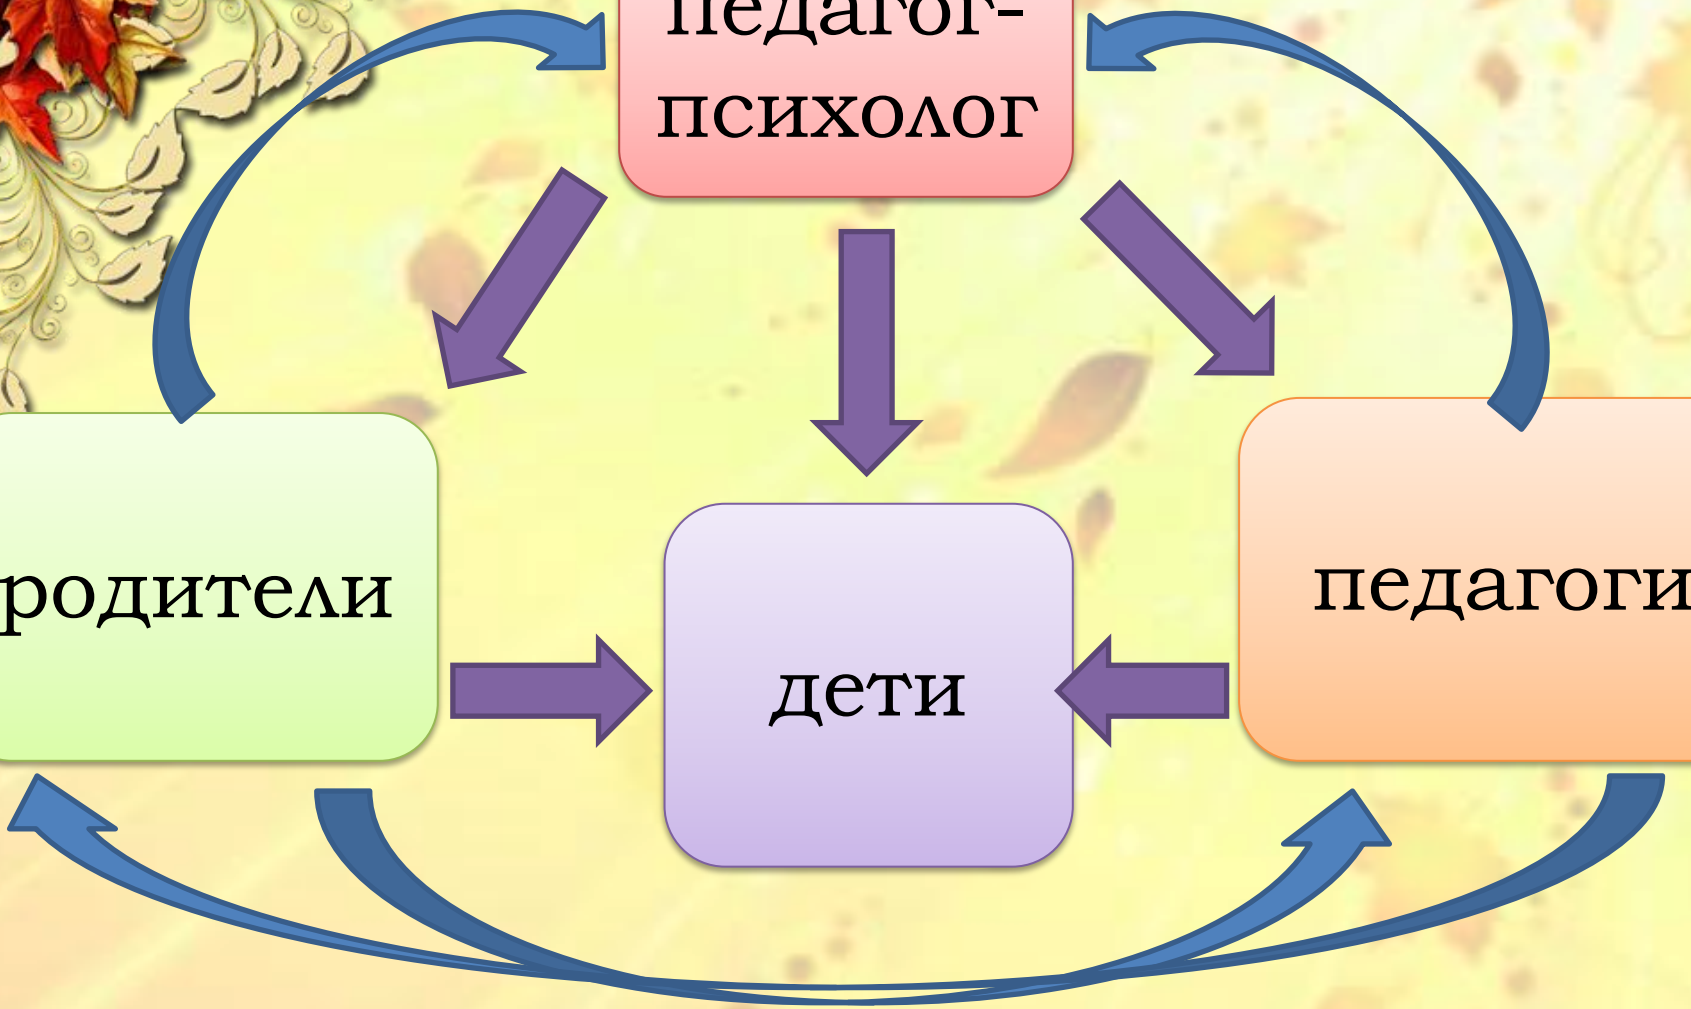 педагог-
психолог
родители
педагоги
дети